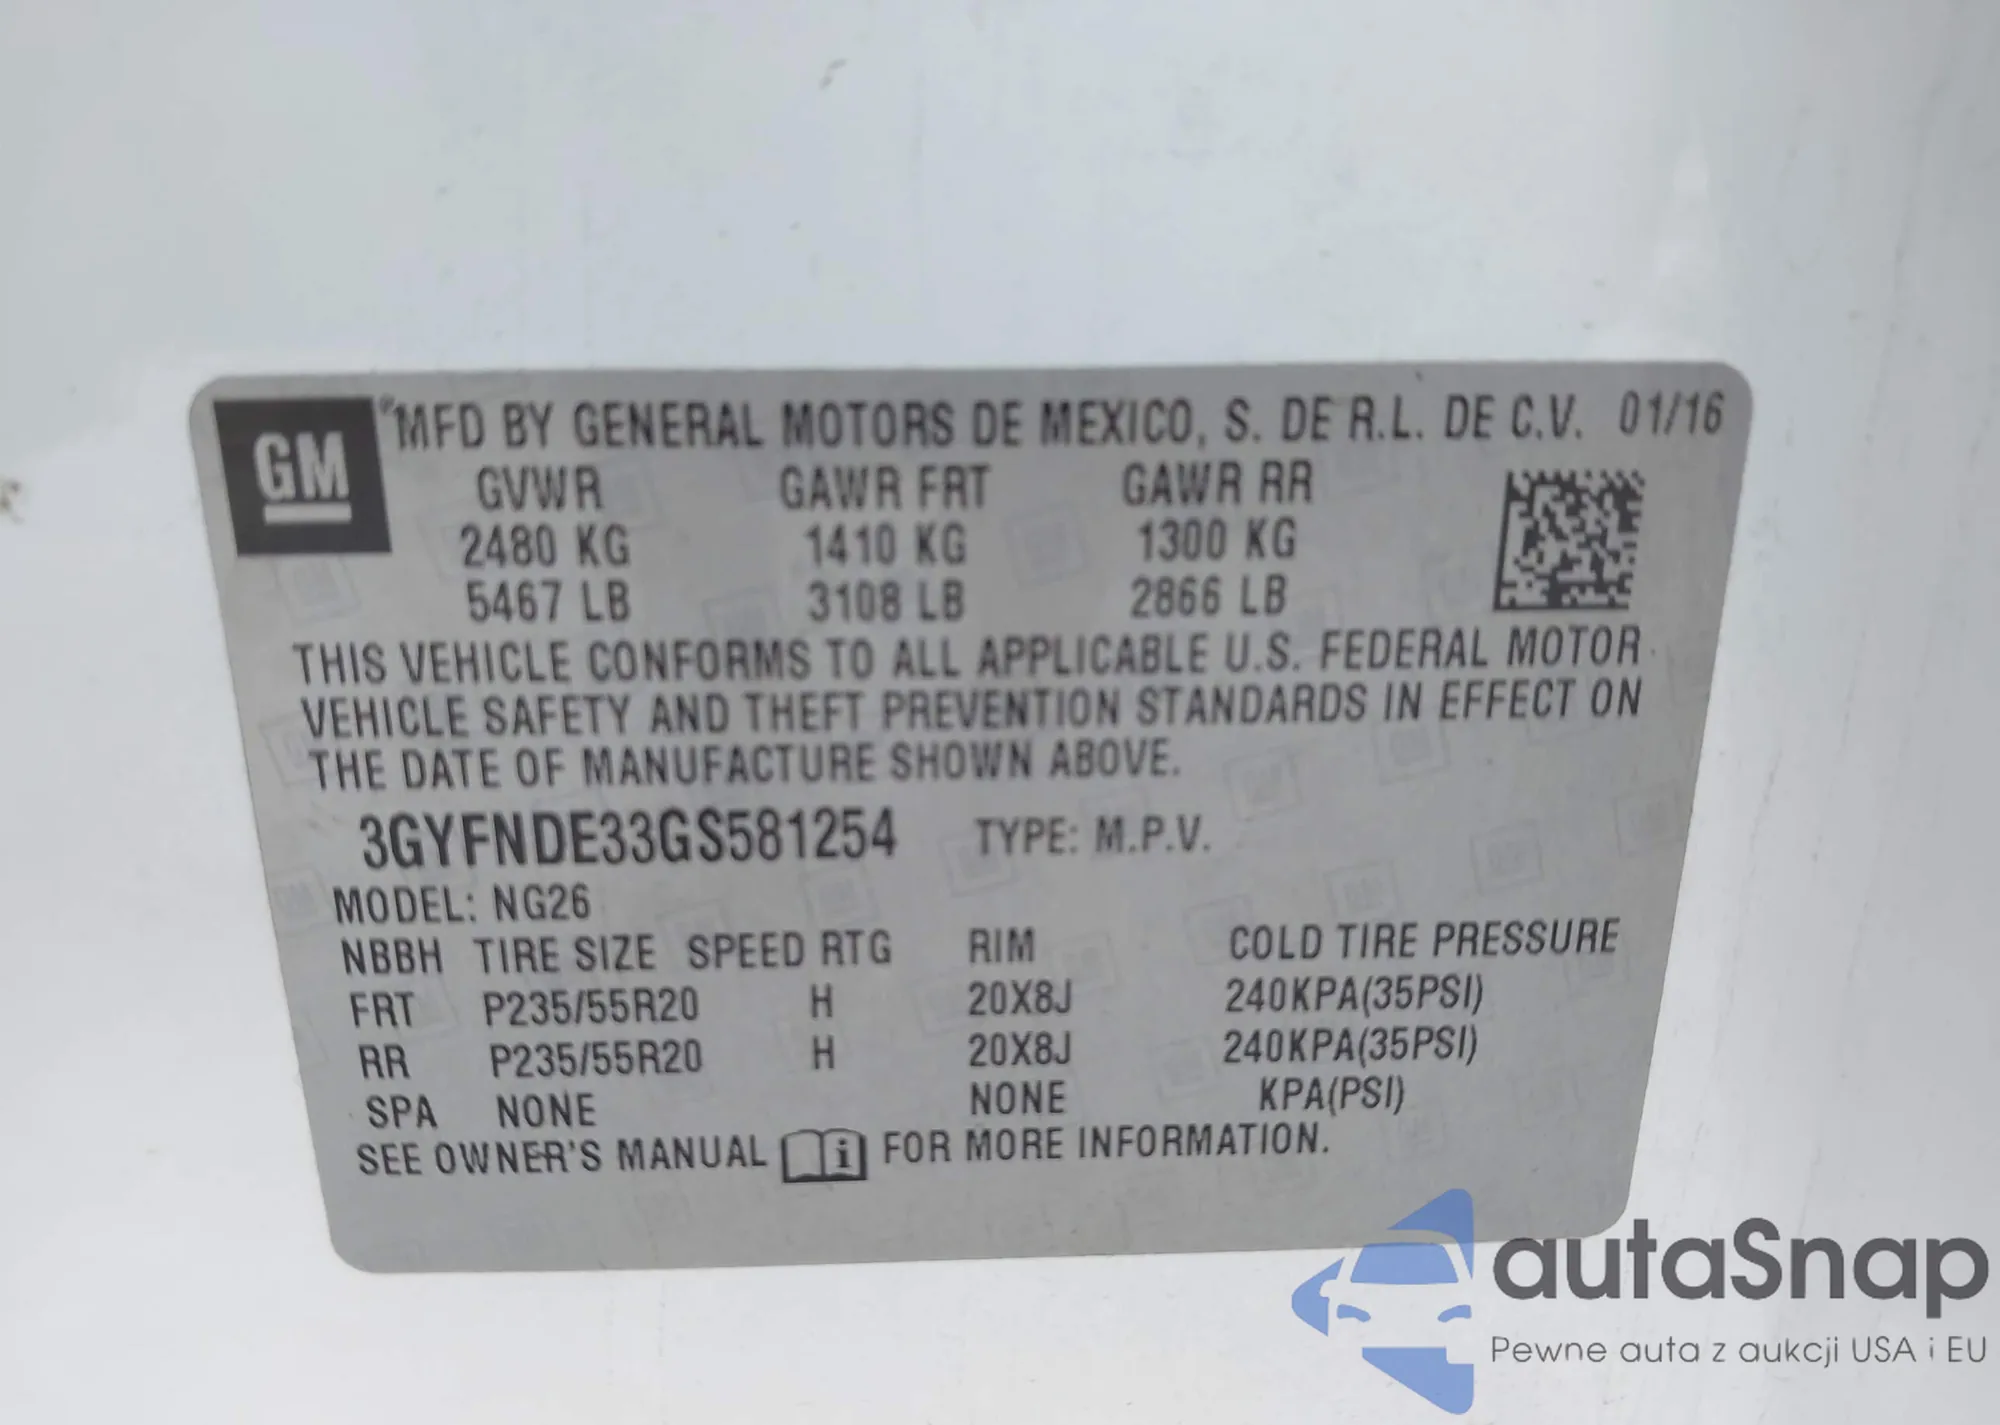 GM ® MFD BY GENERAL MOTORS DE MEXICO, S. DE R.L. DE C.V. 01/16
GVWR GAWR FRT GAWR RR
2480 KG 1410 KG 1300 KG
5467 LB 3108 LB 2866 LB
THIS VEHICLE CONFORMS TO ALL APPLICABLE U.S. FEDERAL MOTOR
VEHICLE SAFETY AND THEFT PREVENTION STANDARDS IN EFFECT ON
THE DATE OF MANUFACTURE SHOWN ABOVE.
3GYFNDE33GS581254 TYPE: M.P.V.
MODEL: NG26
NBBH TIRE SIZE SPEED RTG RIM COLD TIRE PRESSURE
FRT P235/55R20 H 20X8J 240KPA(35PSI)
RR P235/55R20 H 20X8J 240KPA(35PSI)
SPA NONE NONE KPA(PSI)
SEE OWNER'S MANUAL i FOR MORE INFORMATION.
autaSnap
Pewne auta z aukcji USA i EU